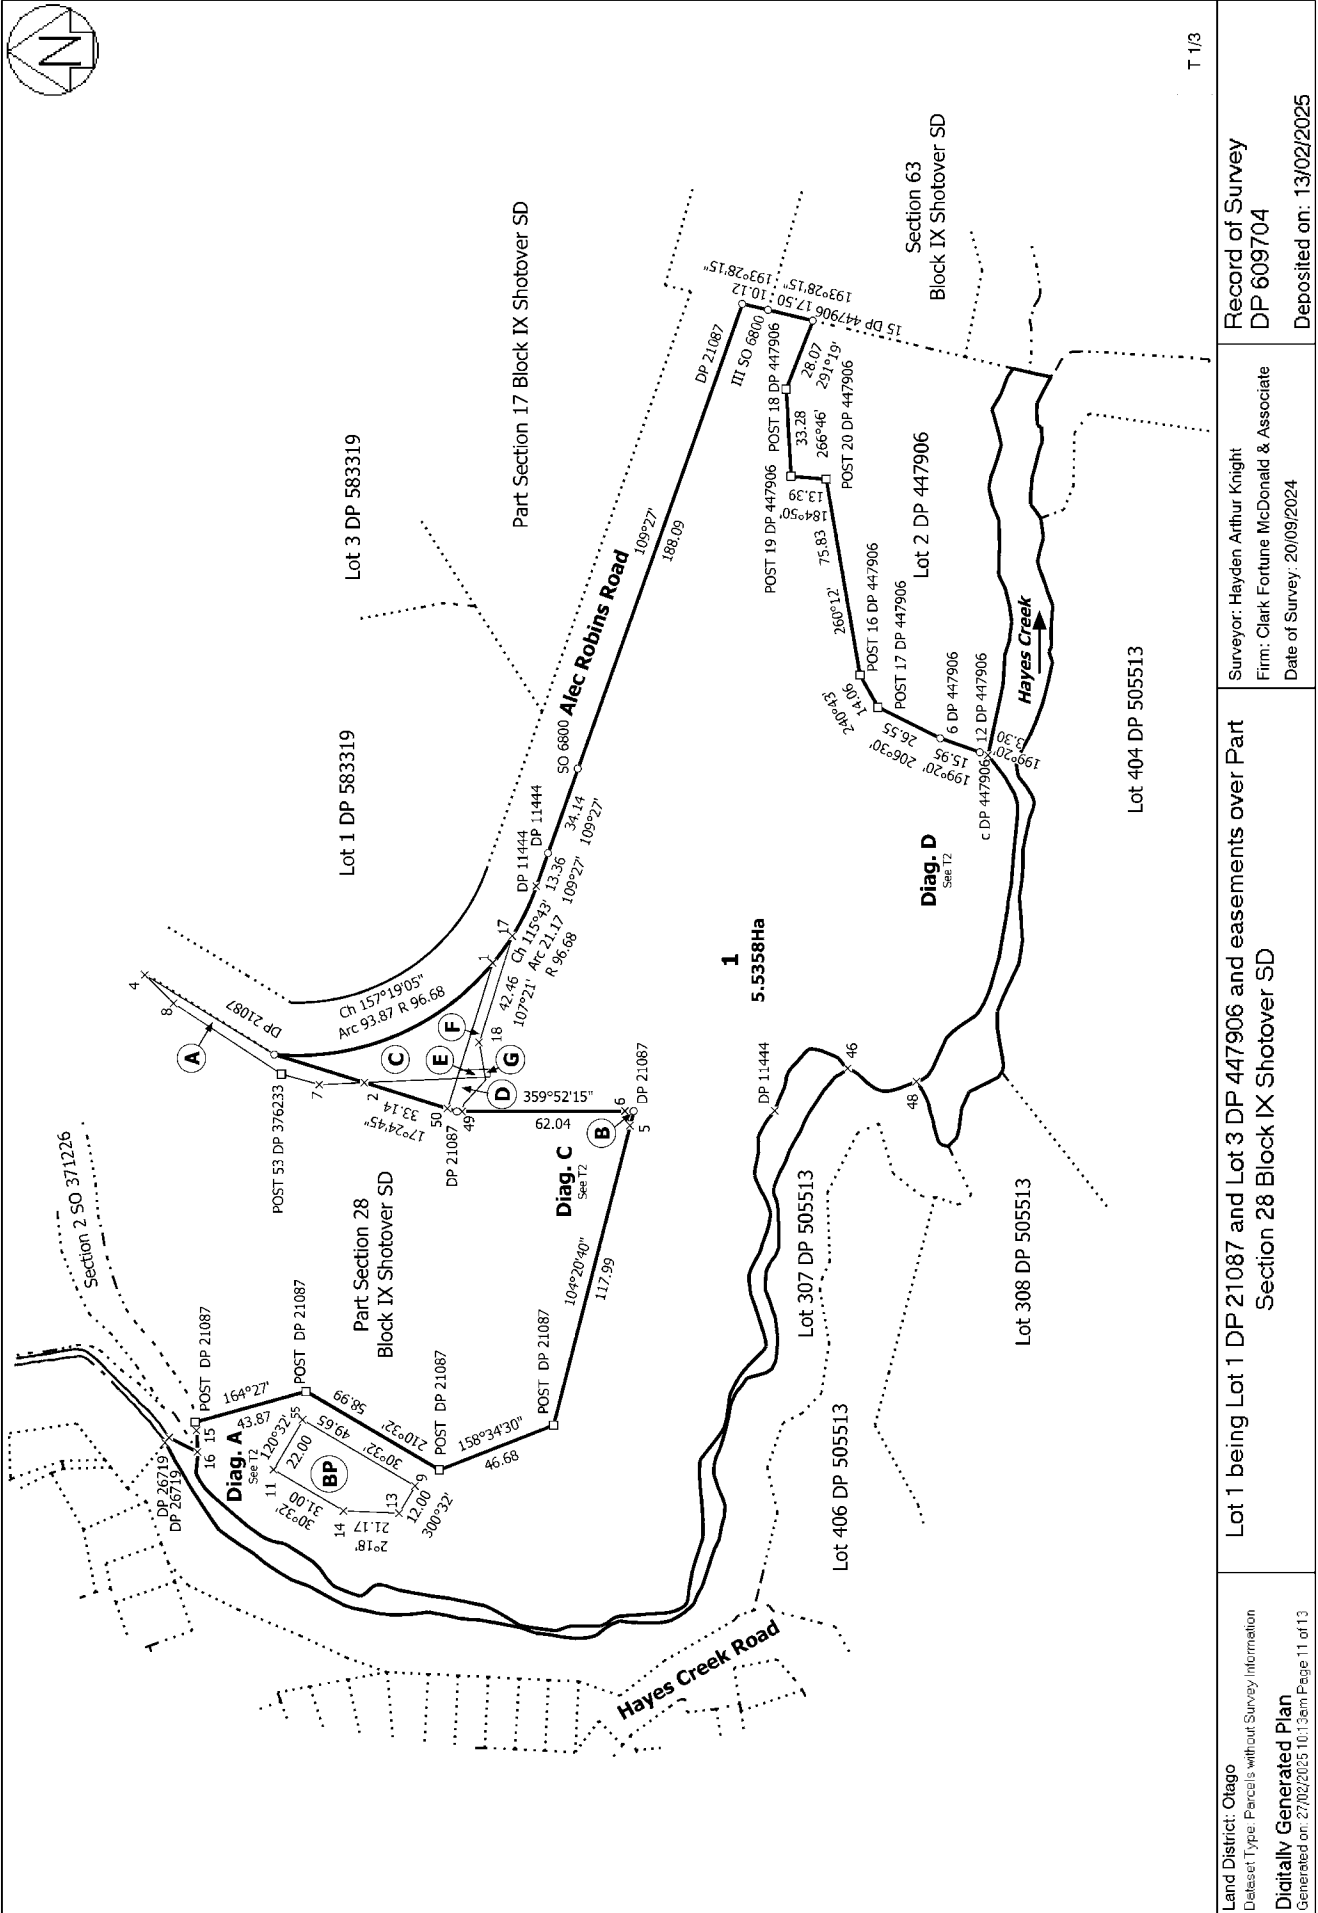 N
T 1/3
Section 2 SO 371226
DP 26719
DP 26719
16
15
POST DP 21087
164°27'
43.87
Diag. A
See T2
POST DP 21087
58.99
210°32'
120°32'
55
22.00
11
49.65
30°32'
BP
31.00
30°32'
14
21.17
2°18'
13
9
12.00
300°32'
POST DP 21087
158°34'30"
46.68
POST DP 21087
Part Section 28
Block IX Shotover SD
104°20'40"
117.99
Diag. C
See T2
4
8
A
DP 21087
POST 53 DP 376233
7
2
C
33.14
17°24'45"
50
49
DP 21087
E
F
D
G
18
359°52'15"
62.04
B
6
5
DP 21087
Ch 157°19'05"
Arc 93.87 R 96.68
1
17
42.46
107°21'
Ch 115°43'
Arc 21.17
R 96.68
DP 11444
13.36
109°27'
DP 11444
34.14
109°27'
SO 6800
Alec Robins Road
109°27'
188.09
Lot 1 DP 583319
Lot 3 DP 583319
Part Section 17 Block IX Shotover SD
DP 21087
III SO 6800
10.12
193°28'15"
17.50
193°28'15"
15 DP 447906
POST 18 DP 447906
28.07
291°19'
33.28
266°46'
POST 19 DP 447906
13.39
184°50'
POST 20 DP 447906
75.83
260°12'
POST 16 DP 447906
14.06
240°43'
POST 17 DP 447906
26.55
206°30'
6 DP 447906
15.95
199°20'
12 DP 447906
c DP 447906
3.30
199°20'
Section 63
Block IX Shotover SD
Lot 2 DP 447906
Hayes Creek
Lot 404 DP 505513
Diag. D
See T2
1
5.5358Ha
DP 11444
46
48
Lot 307 DP 505513
Lot 308 DP 505513
Lot 406 DP 505513
Hayes Creek Road
Land District: Otago
Dataset Type: Parcels without Survey Information
Digitally Generated Plan
Generated on: 27/02/2025 10:13am Page 11 of 13
Lot 1 being Lot 1 DP 21087 and Lot 3 DP 447906 and easements over Part
Section 28 Block IX Shotover SD
Surveyor: Hayden Arthur Knight
Firm: Clark Fortune McDonald & Associate
Date of Survey: 20/09/2024
Record of Survey
DP 609704
Deposited on: 13/02/2025